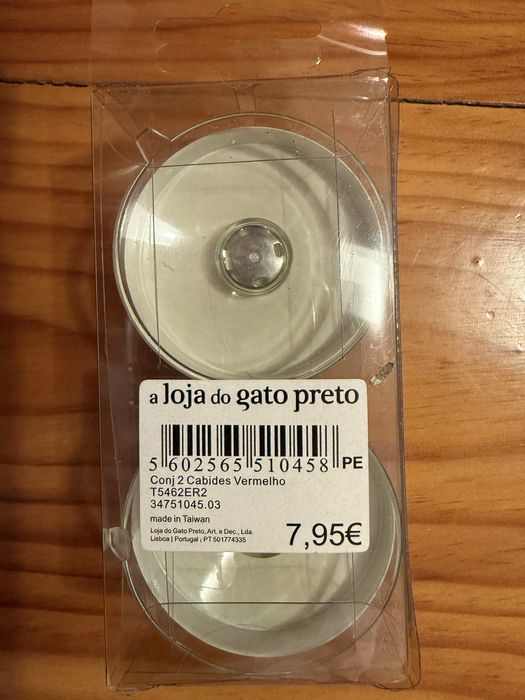 a loja do gato preto
5 602565 510458 PE
Conj 2 Cabides Vermelho
T5462ER2
34751045.03
made in Taiwan
Loja do Gato Preto, Art. e Dec., Lda.
Lisboa | Portugal | PT 501774335
7,95€